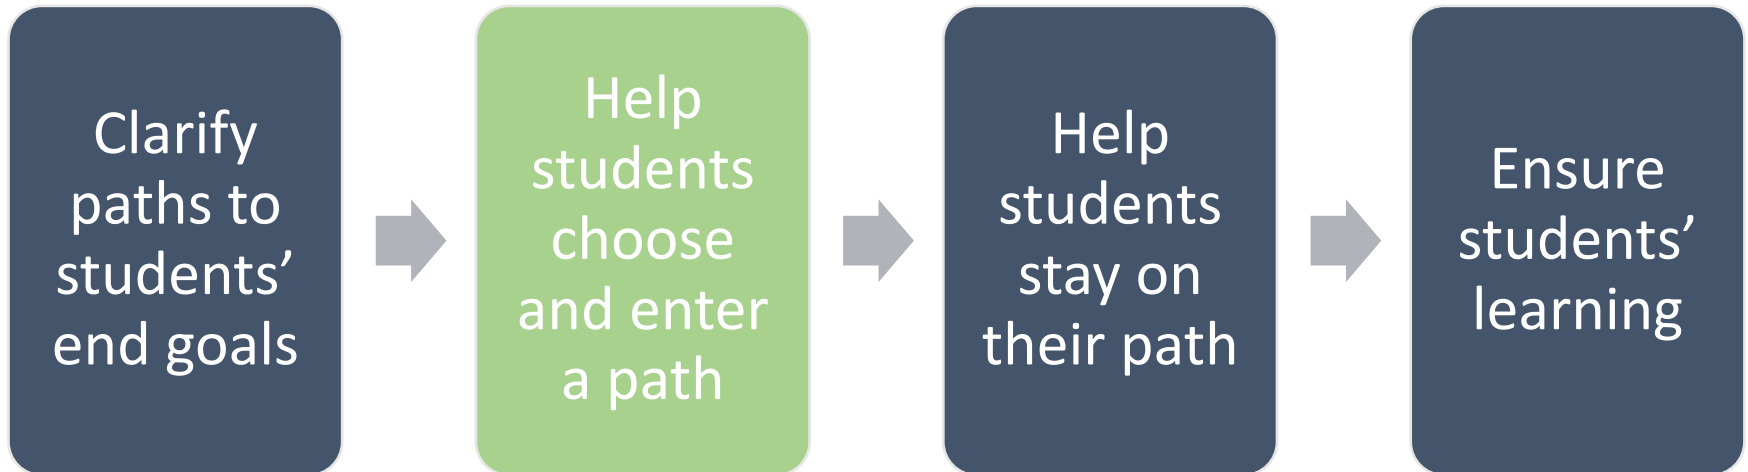 Clarify
paths to
students’
end goals
Help
students
choose
and enter
a path
Help
students
stay on
their path
Ensure
students’
learning